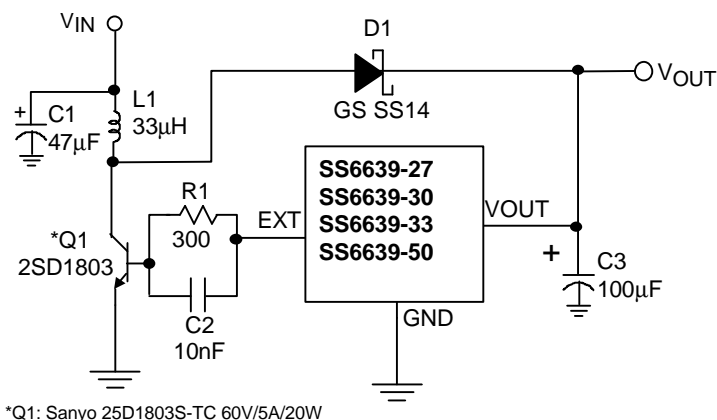 VIN
D1
VOUT
+
C1
47µF
L1
33µH
GS SS14
SS6639-27
SS6639-30
SS6639-33
SS6639-50
R1
300
EXT
VOUT
*Q1
2SD1803
+
C3
100µF
C2
10nF
GND
*Q1: Sanyo 25D1803S-TC 60V/5A/20W